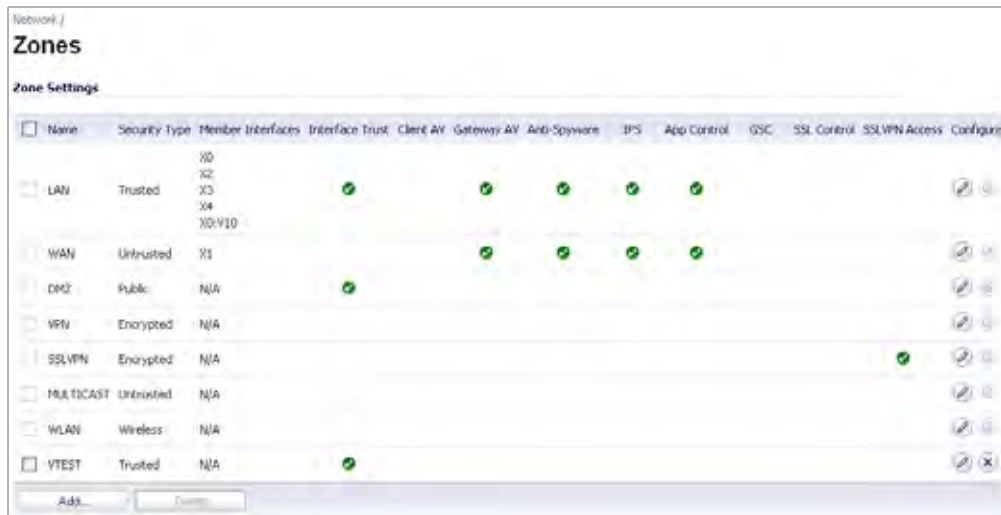 Network /
Zones
Zone Settings
Name Security Type Member Interfaces Interface Trust Client AV Gateway AV Anti-Spyware IPS App Control GSC SSL Control SSLVPN Access Configure
LAN Trusted X0 X2 X3 X4 X0:V10
WAN Untrusted X1
DMZ Public N/A
VPN Encrypted N/A
SSLVPN Encrypted N/A
MULTICAST Untrusted N/A
WLAN Wireless N/A
VTEST Trusted N/A
Add... Delete